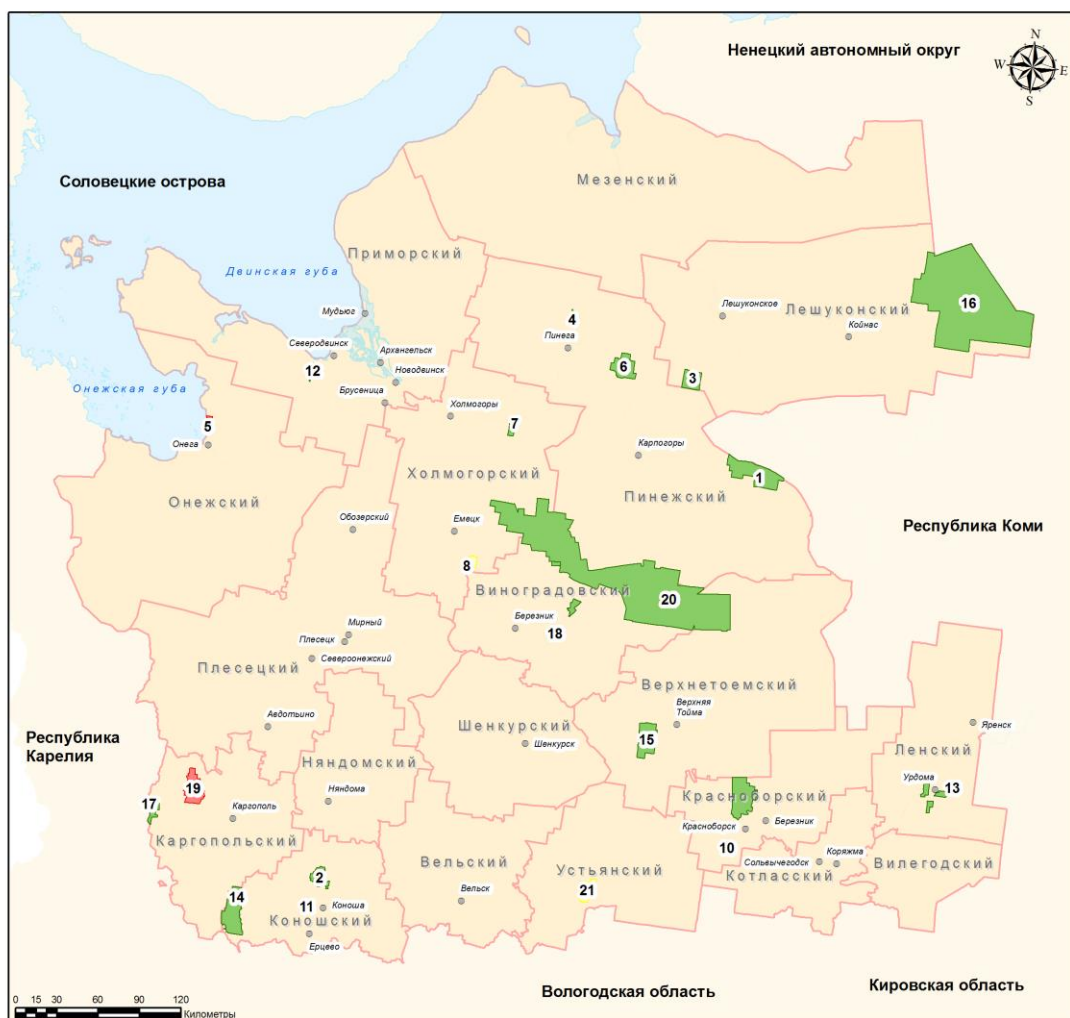 Ненецкий автономный округ
N
W
E
S
Соловецкие острова
Мезенский
Приморский
Двинская губа
Мудьюг
Лешуконское
Лешуконский
16
Койнас
4
Пинега
Северодвинск
Архангельск
12
Новодвинск
Брусеница
6
3
Онежская губа
Холмогоры
5
7
Онега
Карпогоры
Холмогорский
1
Пинежский
Онежский
Обозерский
Емецк
Республика Коми
8
Виноградовский
20
Березник
18
Мирный
Плесецк
Североонежский
Плесецкий
Верхнетоемский
Верхняя
Тойма
Авдотьино
Шенкурский
Шенкурск
15
Яренск
Ленский
Республика
Карелия
Няндомский
19
Урдома
13
17
Няндома
Красноборский
Каргополь
Березник
Красноборск
Каргопольский
10
Сольвычегодск
Коряжма
Вилегодский
Котласский
Вельский
Устьянский
2
21
14
Вельск
11
Коноша
Коношский
Ерцево
Вологодская область
Кировская область
0 15 30 60 90 120
Километры